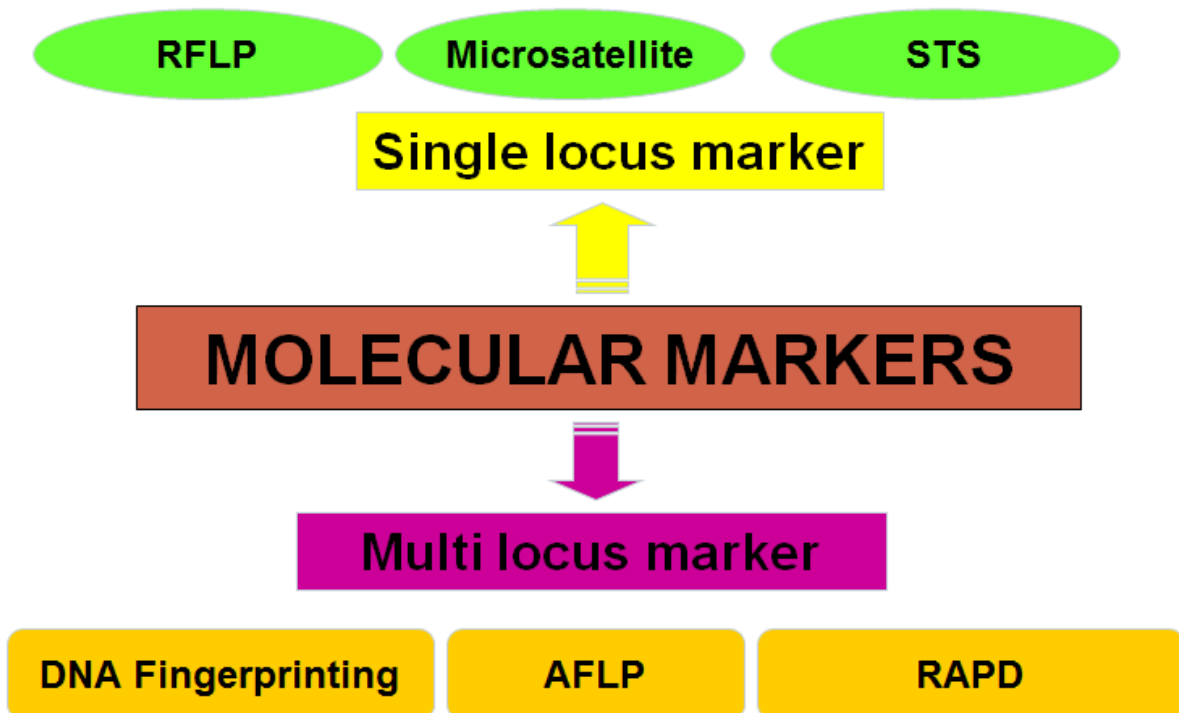 RFLP
Microsatellite
STS
Single locus marker
MOLECULAR MARKERS
Multi locus marker
DNA Fingerprinting
AFLP
RAPD